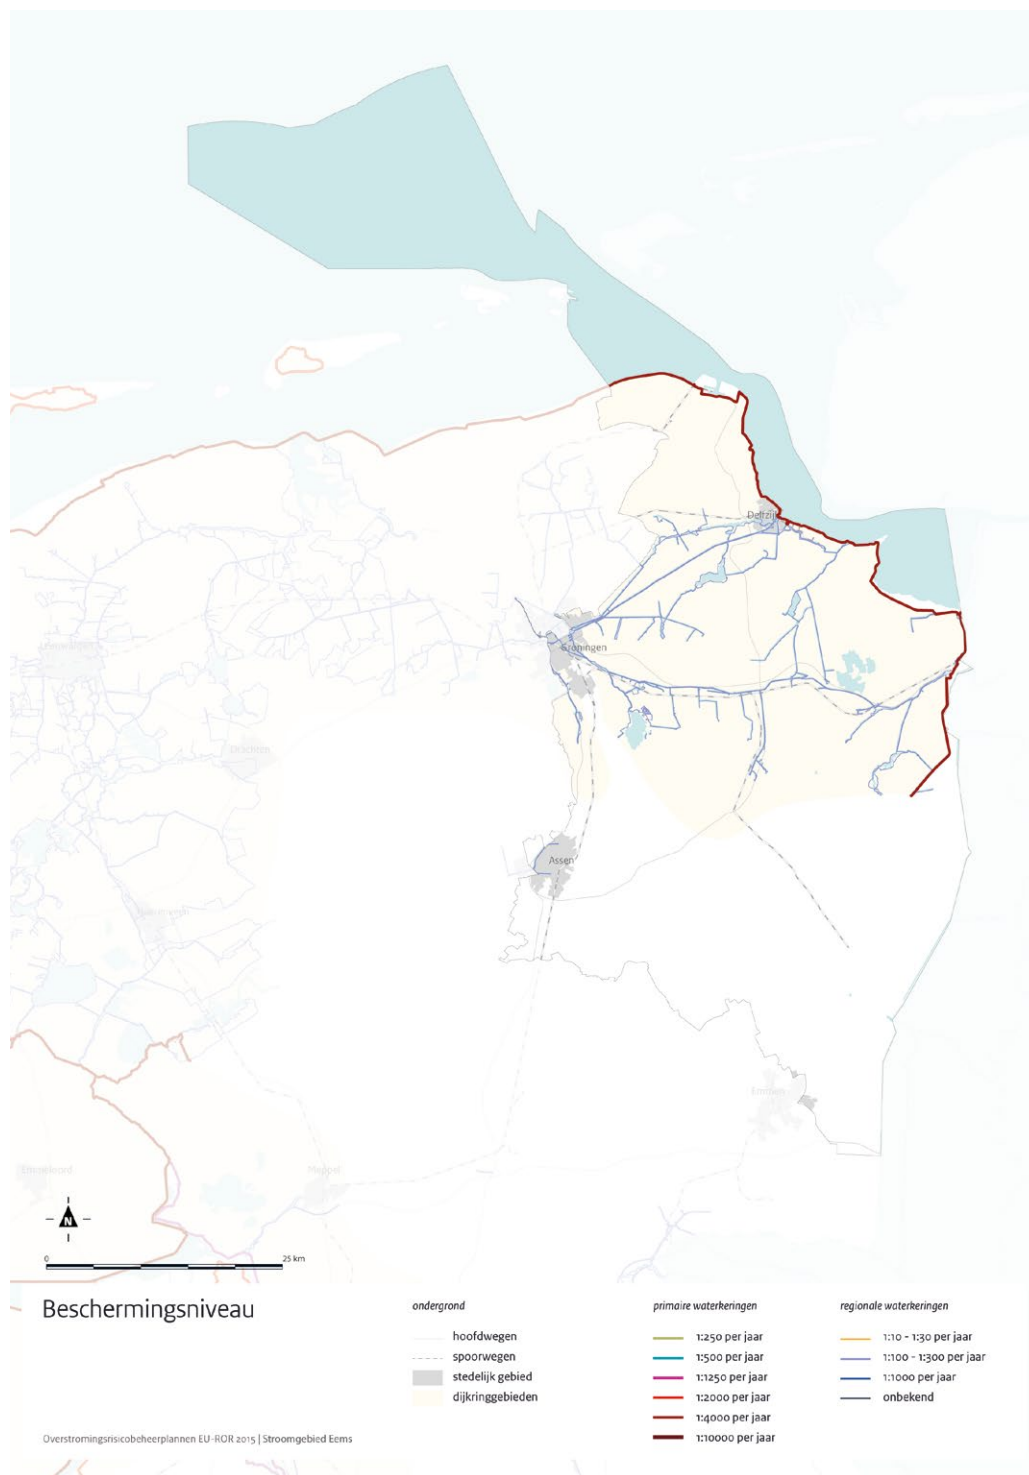 Delfzijl
Groningen
Drachten
Assen
Emmen
Meppel
N
0
25 km
Beschermingsniveau
ondergrond
hoofdwegen
spoorwegen
stedelijk gebied
dijkringgebieden
primaire waterkeringen
1:250 per jaar
1:500 per jaar
1:1250 per jaar
1:2000 per jaar
1:4000 per jaar
1:10000 per jaar
regionale waterkeringen
1:10 - 1:30 per jaar
1:100 - 1:300 per jaar
1:1000 per jaar
onbekend
Overstromingsrisicobeheerplannen EU-ROR 2015 | Stroomgebied Eems